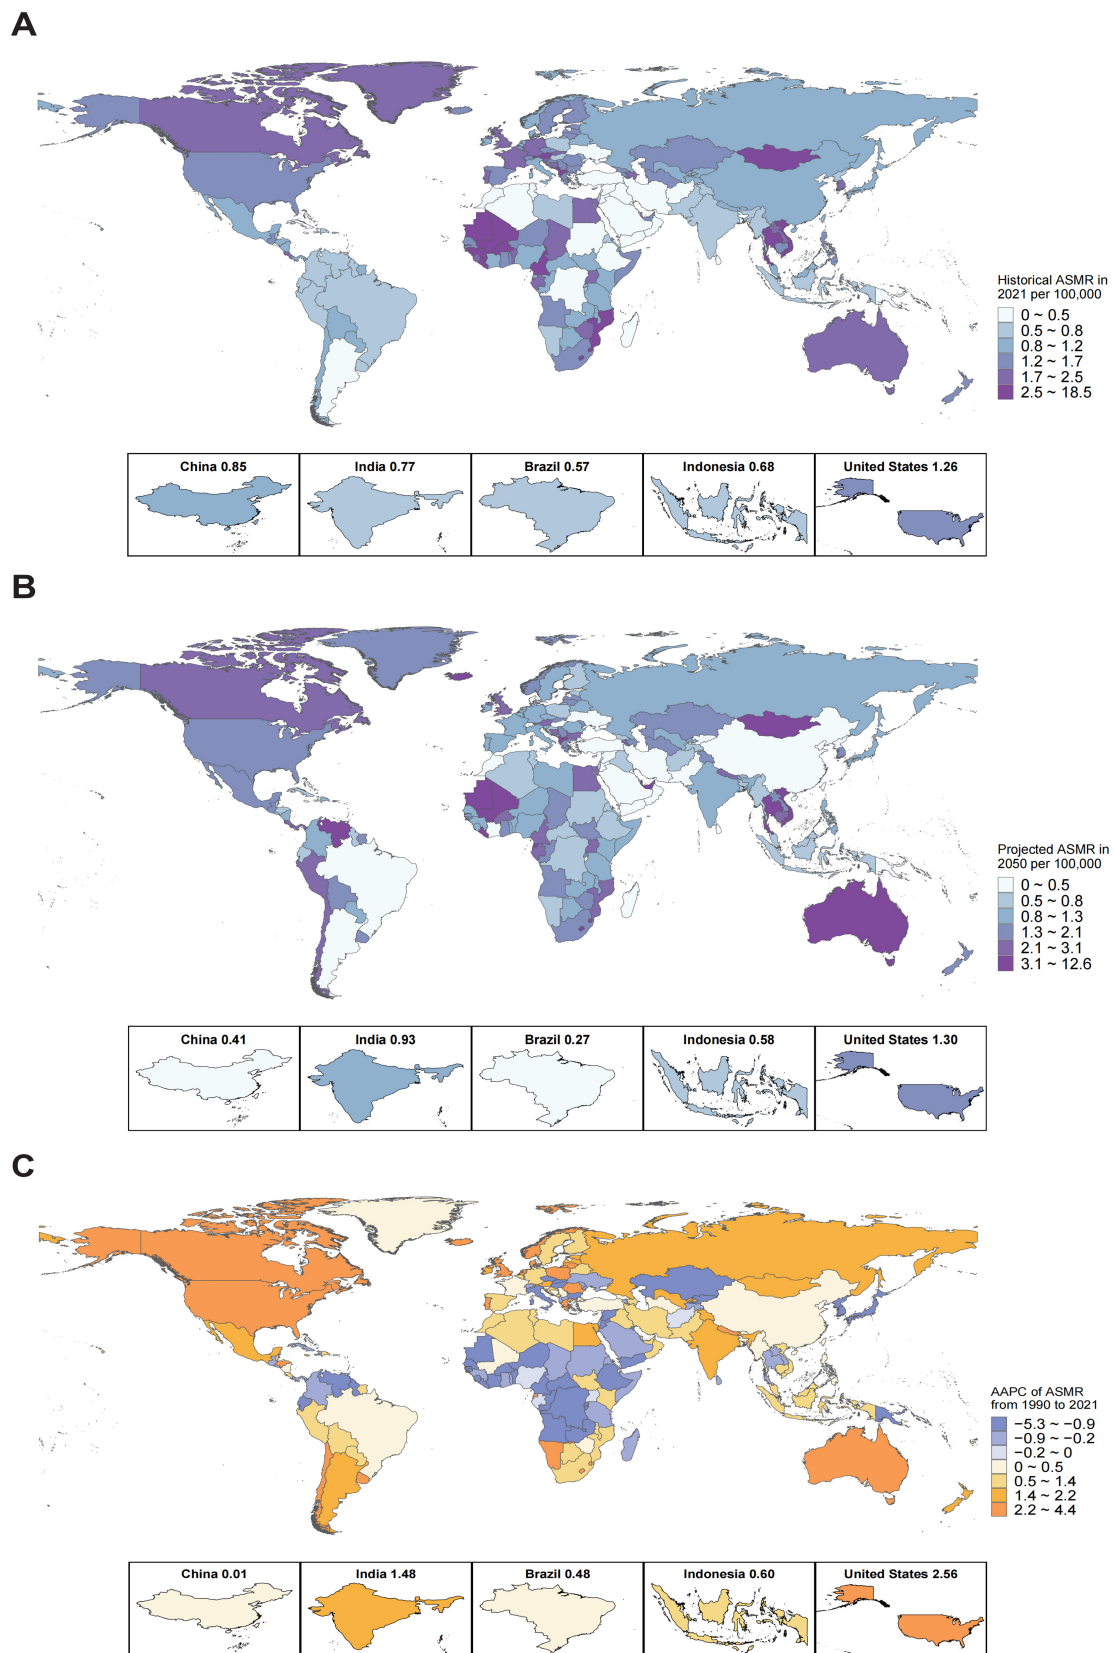 A
Historical ASMR in
2021 per 100,000
0 ~ 0.5
0.5 ~ 0.8
0.8 ~ 1.2
1.2 ~ 1.7
1.7 ~ 2.5
2.5 ~ 18.5
China 0.85
India 0.77
Brazil 0.57
Indonesia 0.68
United States 1.26
B
Projected ASMR in
2050 per 100,000
0 ~ 0.5
0.5 ~ 0.8
0.8 ~ 1.3
1.3 ~ 2.1
2.1 ~ 3.1
3.1 ~ 12.6
China 0.41
India 0.93
Brazil 0.27
Indonesia 0.58
United States 1.30
C
AAPC of ASMR
from 1990 to 2021
−5.3 ~ −0.9
−0.9 ~ −0.2
−0.2 ~ 0
0 ~ 0.5
0.5 ~ 1.4
1.4 ~ 2.2
2.2 ~ 4.4
China 0.01
India 1.48
Brazil 0.48
Indonesia 0.60
United States 2.56